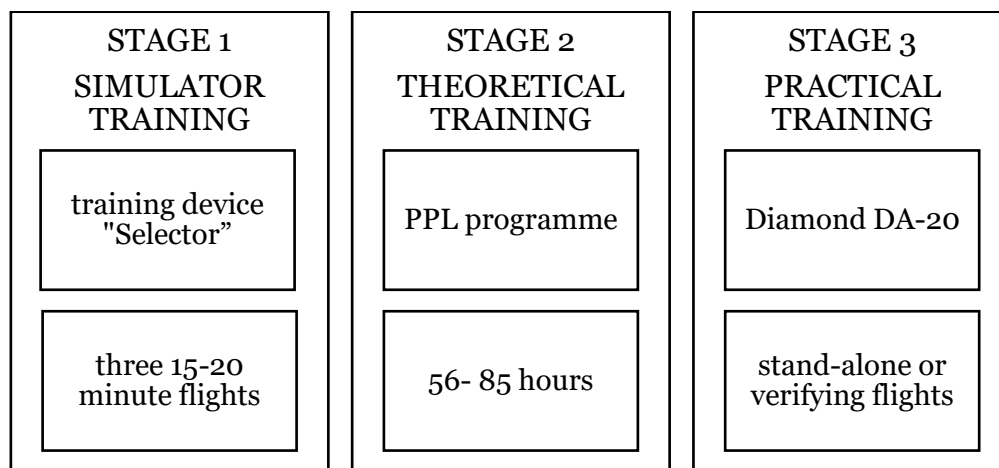 STAGE 1
SIMULATOR
TRAINING
training device
"Selector”
three 15-20
minute flights
STAGE 2
THEORETICAL
TRAINING
PPL programme
56- 85 hours
STAGE 3
PRACTICAL
TRAINING
Diamond DA-20
stand-alone or
verifying flights